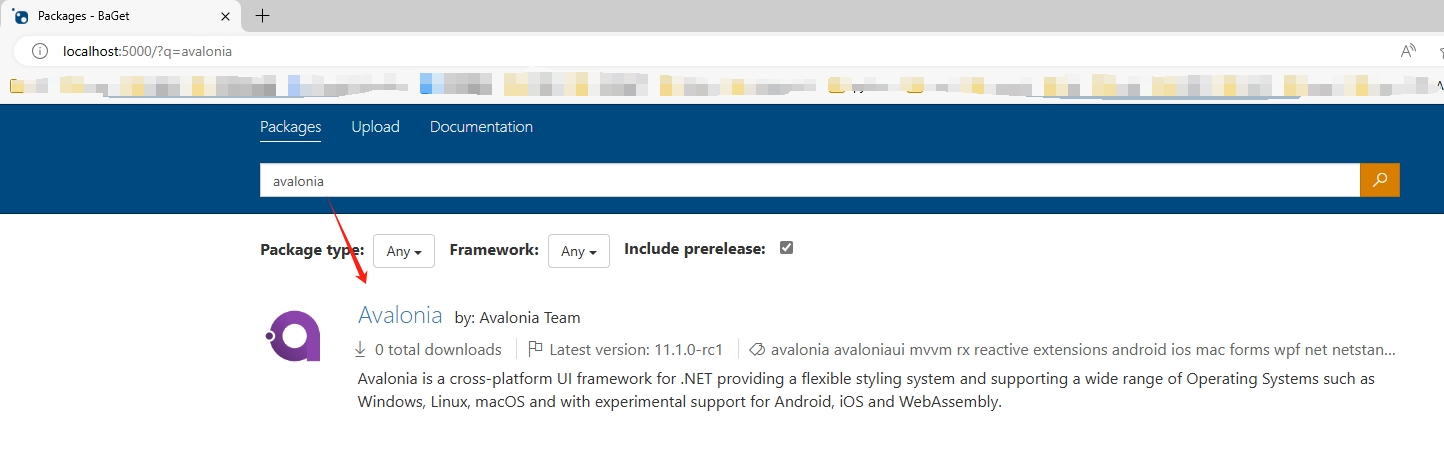 Packages - BaGet
localhost:5000/?q=avalonia
Packages Upload Documentation
avalonia
Package type: Any Framework: Any Include prerelease:
Avalonia by: Avalonia Team
0 total downloads Latest version: 11.1.0-rc1 avalonia avaloniaui mvvm rx reactive extensions android ios mac forms wpf net netstan...
Avalonia is a cross-platform UI framework for .NET providing a flexible styling system and supporting a wide range of Operating Systems such as
Windows, Linux, macOS and with experimental support for Android, iOS and WebAssembly.